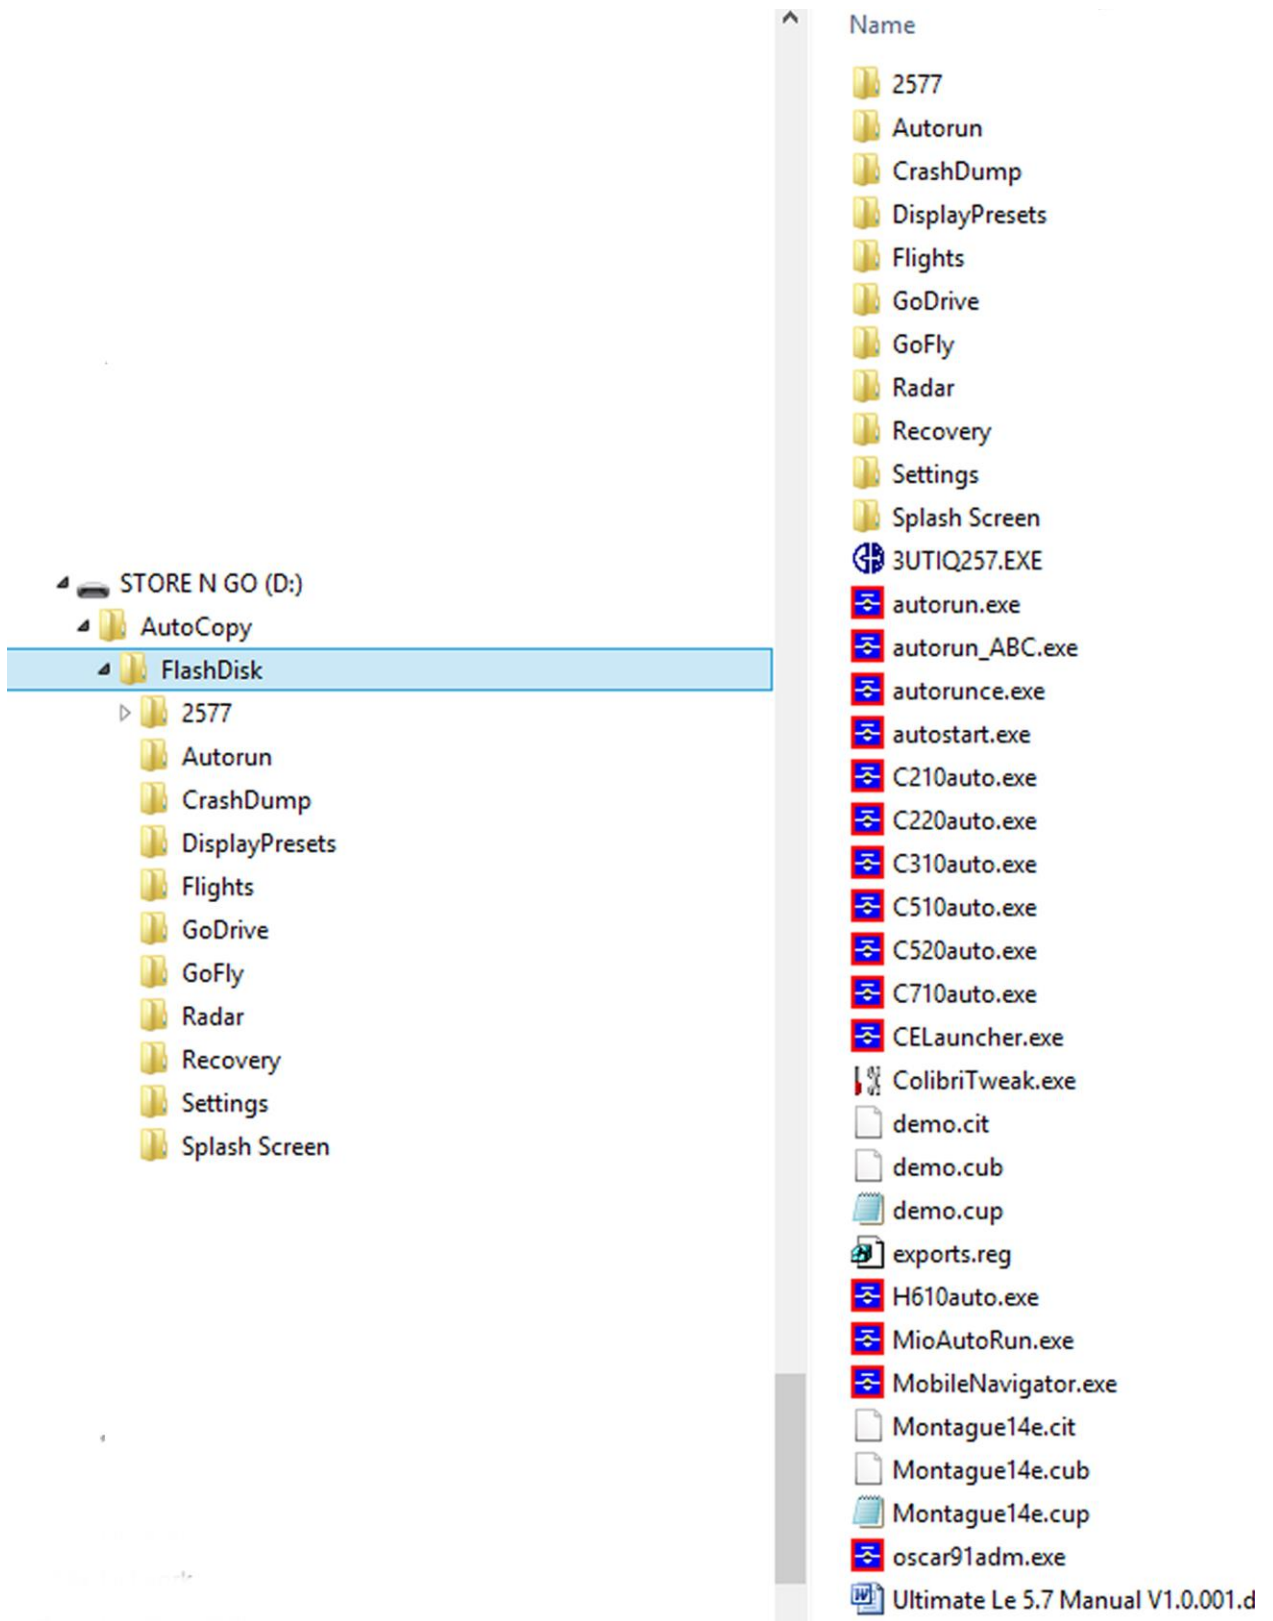 STORE N GO (D:)
AutoCopy
FlashDisk
2577
Autorun
CrashDump
DisplayPresets
Flights
GoDrive
GoFly
Radar
Recovery
Settings
Splash Screen
Name
2577
Autorun
CrashDump
DisplayPresets
Flights
GoDrive
GoFly
Radar
Recovery
Settings
Splash Screen
3UTIQ257.EXE
autorun.exe
autorun_ABC.exe
autorunce.exe
autostart.exe
C210auto.exe
C220auto.exe
C310auto.exe
C510auto.exe
C520auto.exe
C710auto.exe
CELauncher.exe
ColibriTweak.exe
demo.cit
demo.cub
demo.cup
exports.reg
H610auto.exe
MioAutoRun.exe
MobileNavigator.exe
Montague14e.cit
Montague14e.cub
Montague14e.cup
oscar91adm.exe
Ultimate Le 5.7 Manual V1.0.001.d